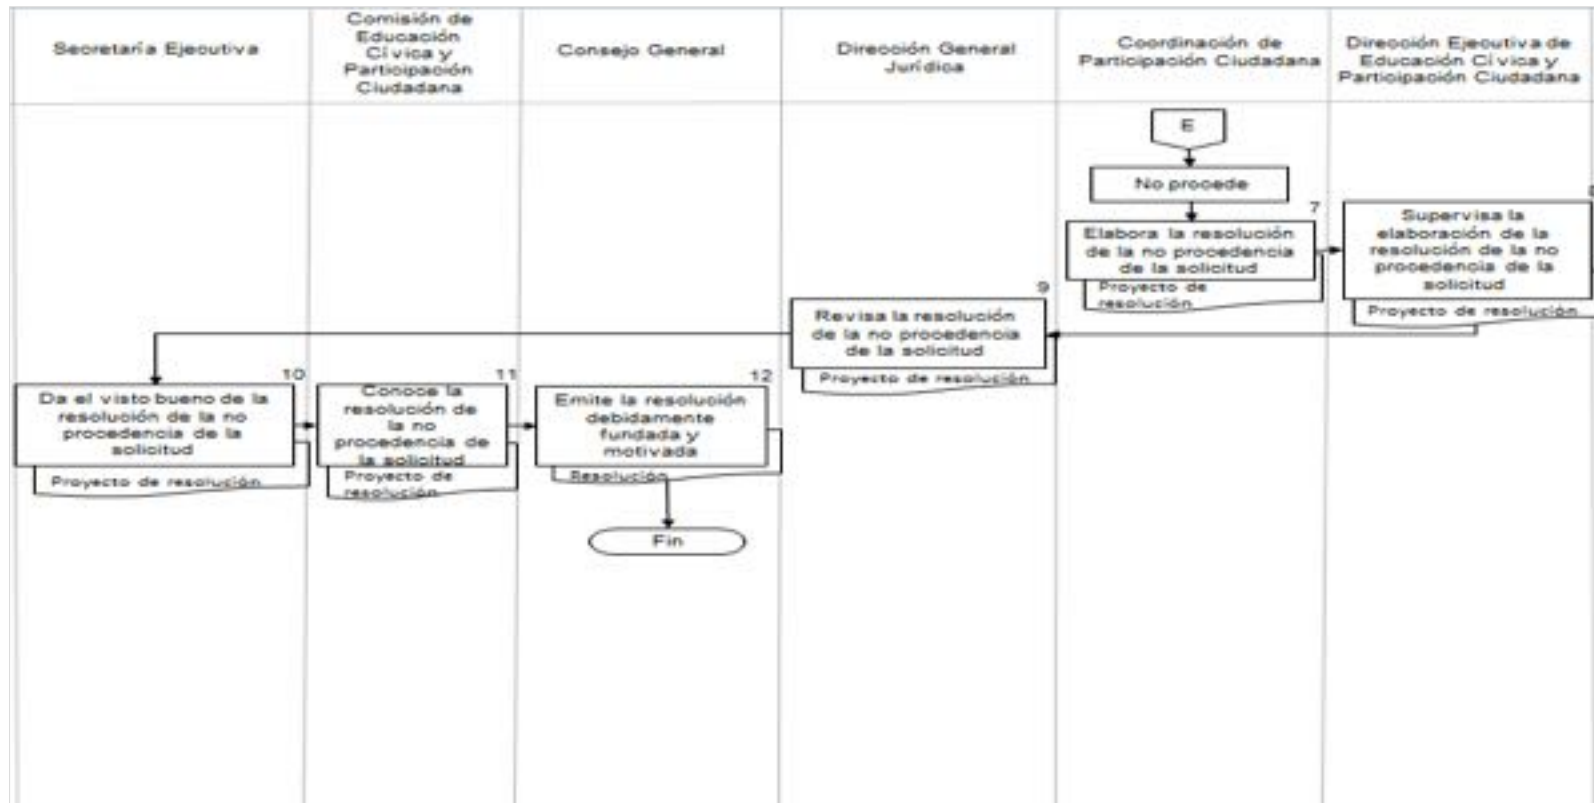 Secretaría Ejecutiva
Comisión de
Educación
Cívica y
Participación
Ciudadana
Consejo General
Dirección General
Jurídica
Coordinación de
Participación Ciudadana
Dirección Ejecutiva de
Educación Cívica y
Participación Ciudadana
E
No procede
7
Elabora la resolución
de la no procedencia
de la solicitud
Proyecto de
resolución
8
Supervisa la
elaboración de la
resolución de la no
procedencia de la
solicitud
Proyecto de resolución
9
Revisa la resolución
de la no procedencia
de la solicitud
Proyecto de resolución
10
Da el visto bueno de la
resolución de la no
procedencia de la
solicitud
Proyecto de resolución
11
Conoce la
resolución de
la no
procedencia de
la solicitud
Proyecto de
resolución
12
Emite la resolución
debidamente
fundada y
motivada
Resolución
Fin